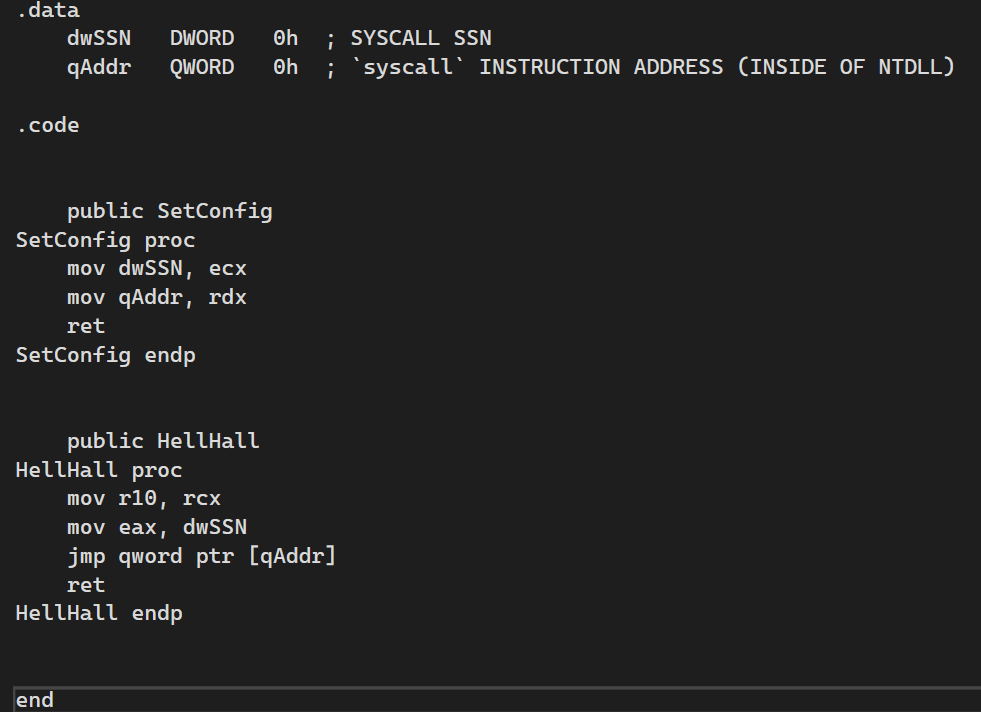 .data
    dwSSN   DWORD   0h  ; SYSCALL SSN
    qAddr   QWORD   0h  ; `syscall` INSTRUCTION ADDRESS (INSIDE OF NTDLL)
.code
    public SetConfig
SetConfig proc
    mov dwSSN, ecx
    mov qAddr, rdx
    ret
SetConfig endp
    public HellHall
HellHall proc
    mov r10, rcx
    mov eax, dwSSN
    jmp qword ptr [qAddr]
    ret
HellHall endp
end